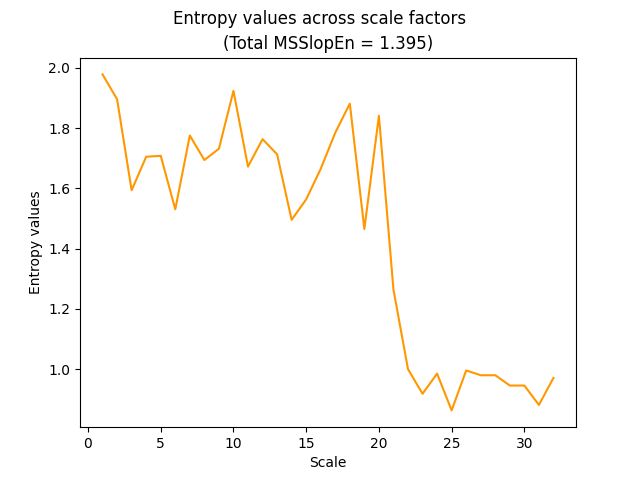 Entropy values across scale factors
(Total MSSlopEn = 1.395)
2.0
1.8
1.6
1.4
1.2
1.0
Entropy values
0 5 10 15 20 25 30
Scale